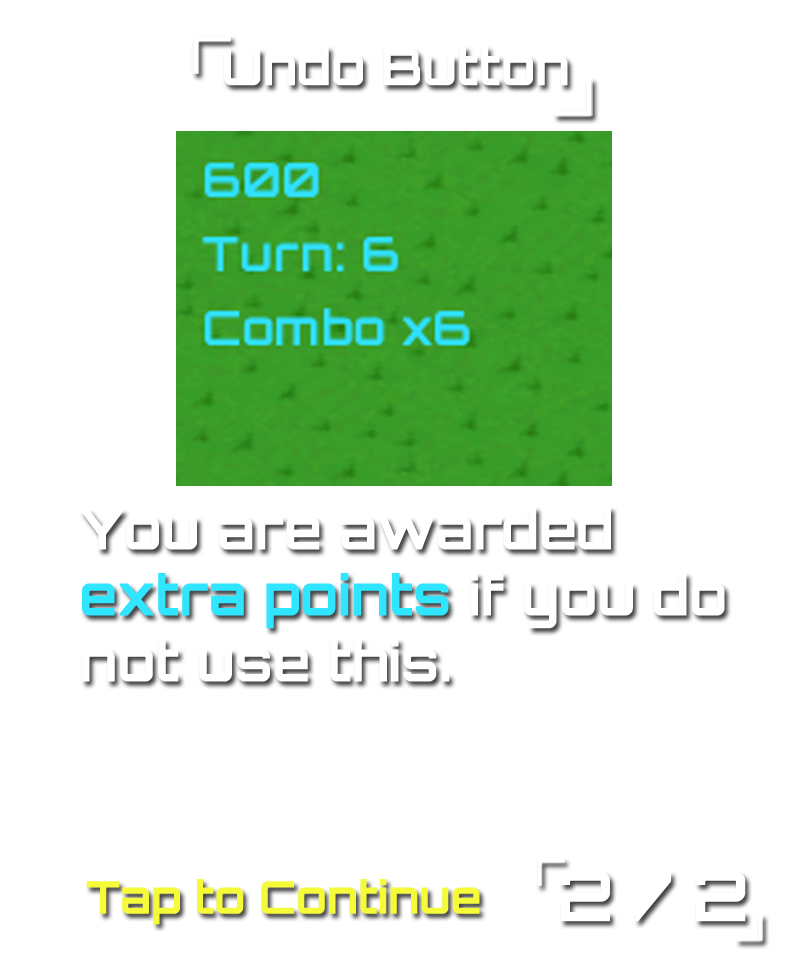 「Undo Button」
600
Turn: 6
Combo x6
You are awarded
extra points if you do
not use this.
Tap to Continue
「2 / 2」